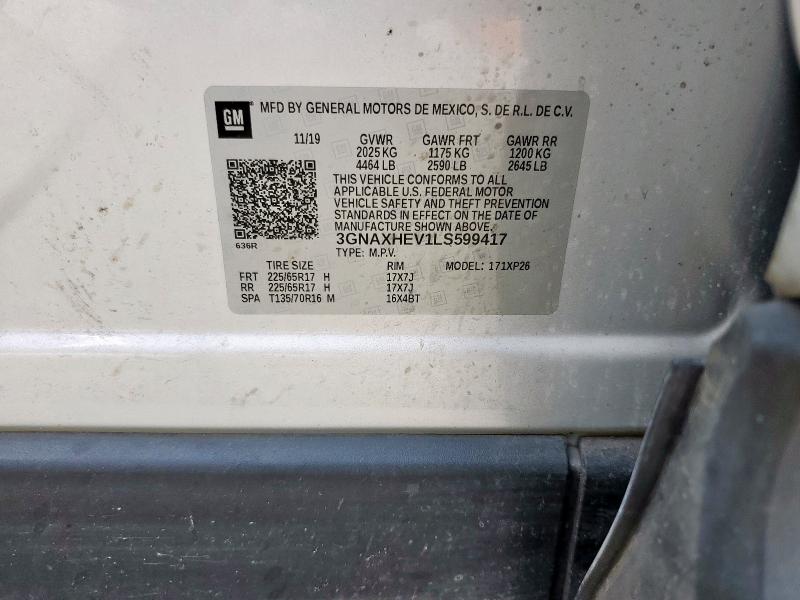 GM® MFD BY GENERAL MOTORS DE MEXICO, S. DE R.L. DE C.V.
11/19 GVWR GAWR FRT GAWR RR
2025 KG 1175 KG 1200 KG
4464 LB 2590 LB 2645 LB
THIS VEHICLE CONFORMS TO ALL
APPLICABLE U.S. FEDERAL MOTOR
VEHICLE SAFETY AND THEFT PREVENTION
STANDARDS IN EFFECT ON THE DATE OF
MANUFACTURE SHOWN ABOVE.
636R 3GNAXHEV1LS599417
TYPE: M.P.V.
TIRE SIZE RIM MODEL: 171XP26
FRT 225/65R17 H 17X7J
RR 225/65R17 H 17X7J
SPA T135/70R16 M 16X4BT